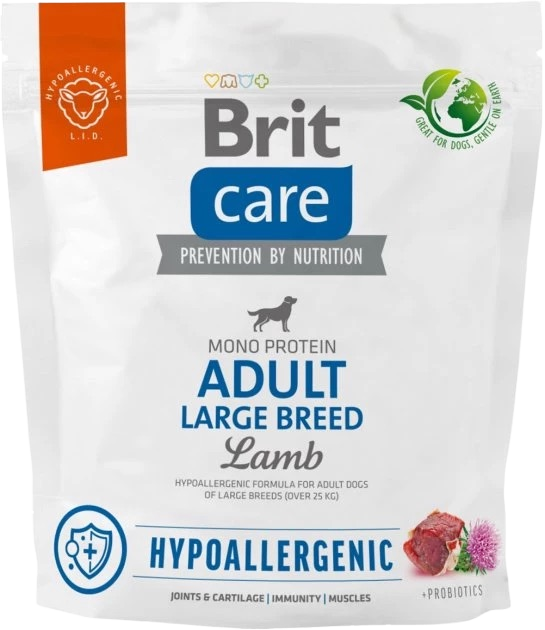 HYPOALLERGENIC
L.I.D.
GREAT FOR DOGS, GENTLE ON EARTH
Brit
care
PREVENTION BY NUTRITION
MONO PROTEIN
ADULT
LARGE BREED
Lamb
HYPOALLERGENIC FORMULA FOR ADULT DOGS
OF LARGE BREEDS (OVER 25 KG)
HYPOALLERGENIC
+PROBIOTICS
JOINTS & CARTILAGE | IMMUNITY | MUSCLES